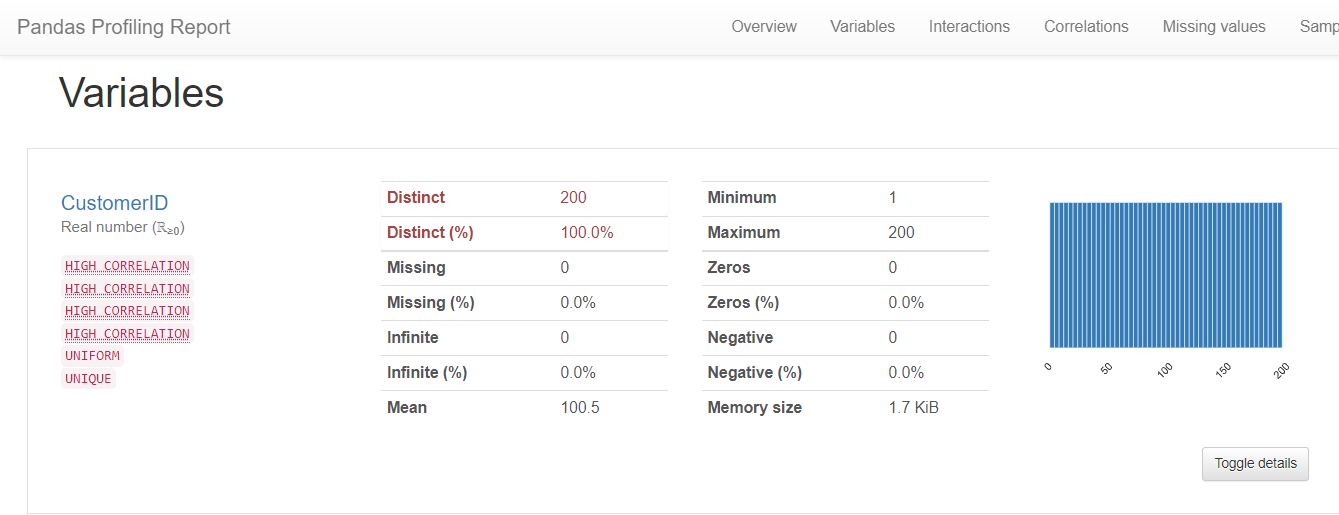 Pandas Profiling Report Overview Variables Interactions Correlations Missing values Samp
Variables
CustomerID
Real number (ℝ≥0)
HIGH CORRELATION
HIGH CORRELATION
HIGH CORRELATION
HIGH CORRELATION
UNIFORM
UNIQUE
Distinct 200
Distinct (%) 100.0%
Missing 0
Missing (%) 0.0%
Infinite 0
Infinite (%) 0.0%
Mean 100.5
Minimum 1
Maximum 200
Zeros 0
Zeros (%) 0.0%
Negative 0
Negative (%) 0.0%
Memory size 1.7 KiB
0 50 100 150 200
Toggle details